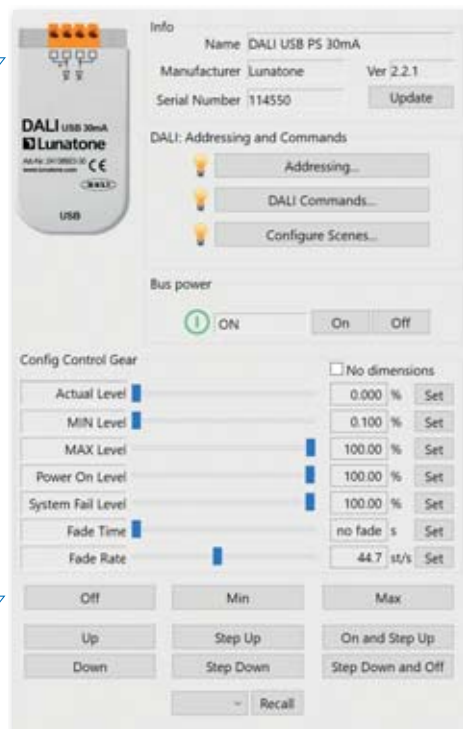 Info
Name DALI USB PS 30mA
Manufacturer Lunatone Ver 2.2.1
Serial Number 114550 Update
DALI USB 30mA
Lunatone
CE
DALI
USB
DALI: Addressing and Commands
Addressing...
DALI Commands...
Configure Scenes...
Bus power
ON On Off
Config Control Gear
No dimensions
Actual Level 0.000 % Set
MIN Level 0.100 % Set
MAX Level 100.00 % Set
Power On Level 100.00 % Set
System Fail Level 100.00 % Set
Fade Time no fade s Set
Fade Rate 44.7 st/s Set
Off Min Max
Up Step Up On and Step Up
Down Step Down Step Down and Off
Recall